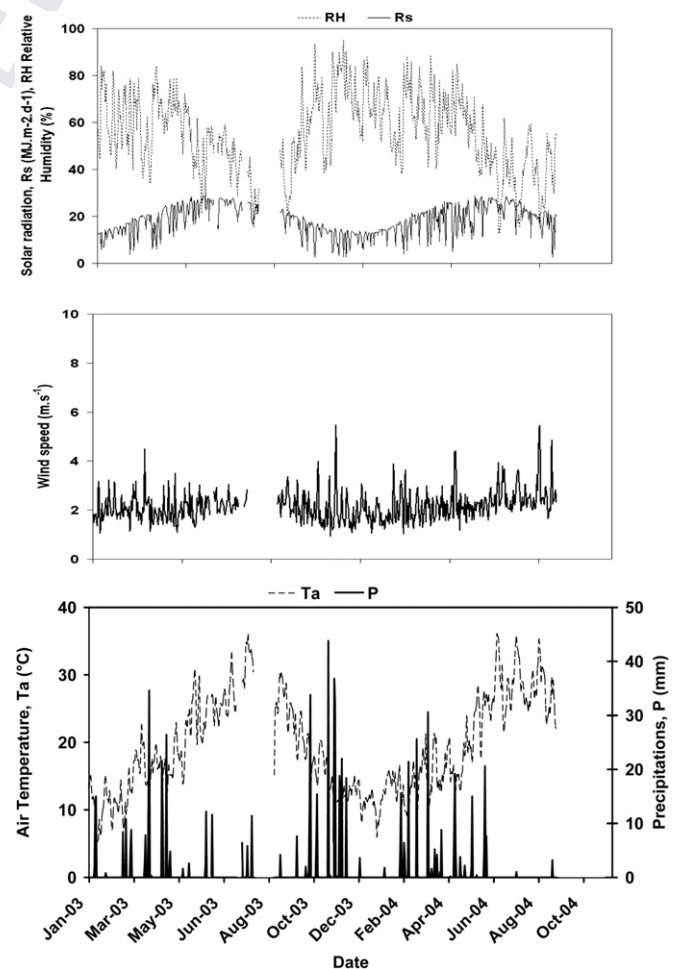 RH Rs
Solar radiation, Rs (MJ.m-2.d-1), RH Relative
Humidity (%)
100
80
60
40
20
0
Wind speed (m.s-1)
10
8
6
4
2
0
Ta P
Air Temperature, Ta (°C)
40
30
20
10
0
50
40
30
20
10
0
Precipitations, P (mm)
Jan-03 Mar-03 May-03 Jun-03 Aug-03 Oct-03 Dec-03 Feb-04 Apr-04 Jun-04 Aug-04 Oct-04
Date